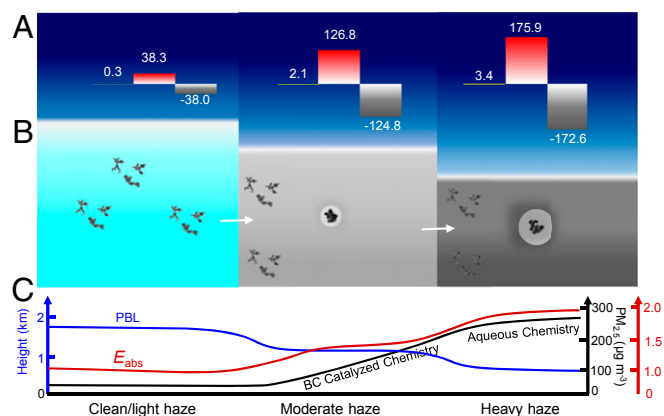 A
0.3
38.3
-38.0
2.1
126.8
-124.8
3.4
175.9
-172.6
B
C
Height (km)
2
1
0
PBL
E_abs
BC Catalyzed Chemistry
Aqueous Chemistry
300
200
100
0
PM2.5 (μg m-3)
2.0
1.5
1.0
0
Clean/light haze
Moderate haze
Heavy haze